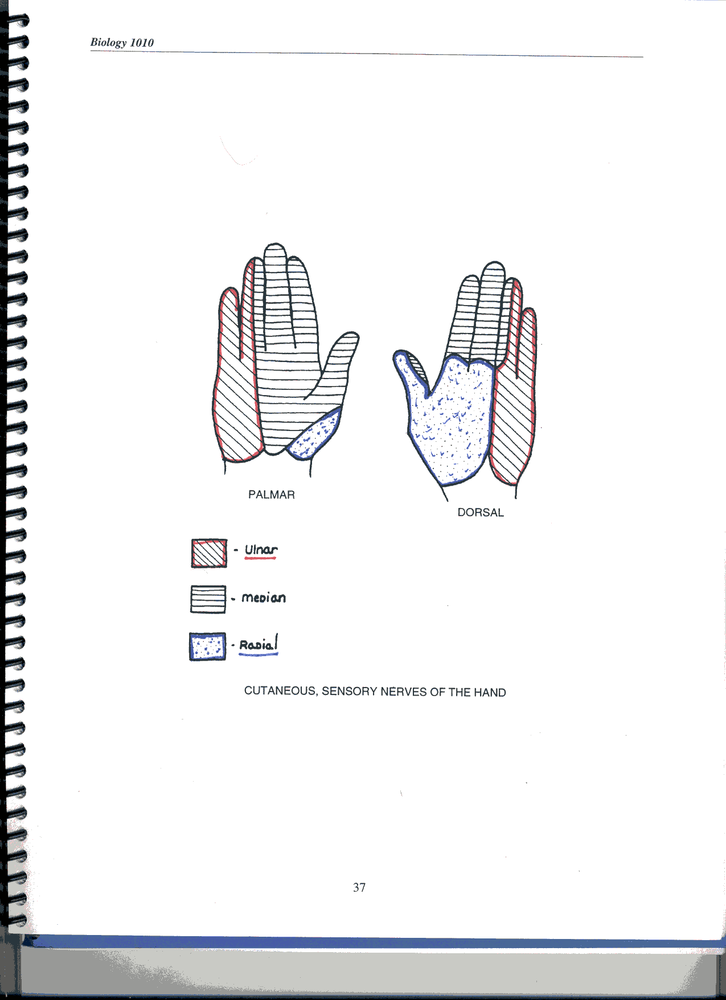 Biology 1010
PALMAR
DORSAL
- Ulnar
- meDian
- RaDial
CUTANEOUS, SENSORY NERVES OF THE HAND
37